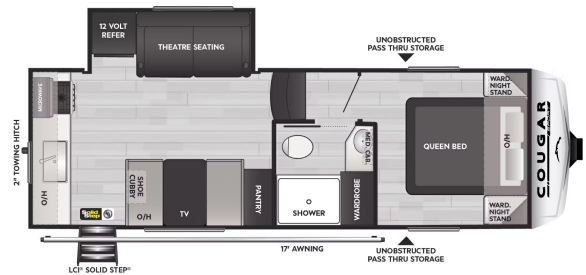 12 VOLT
REFER
THEATRE SEATING
UNOBSTRUCTED
PASS THRU STORAGE
MICROWAVE
2" TOWING HITCH
O/H
SHOE
CUBBY
O/H
Solid
Step
TV
PANTRY
MED. CAB.
SHOWER
WARDROBE
QUEEN BED
O/H
WARD.
NIGHT
STAND
WARD.
NIGHT
STAND
COUGAR
17' AWNING
UNOBSTRUCTED
PASS THRU STORAGE
LCI® SOLID STEP®